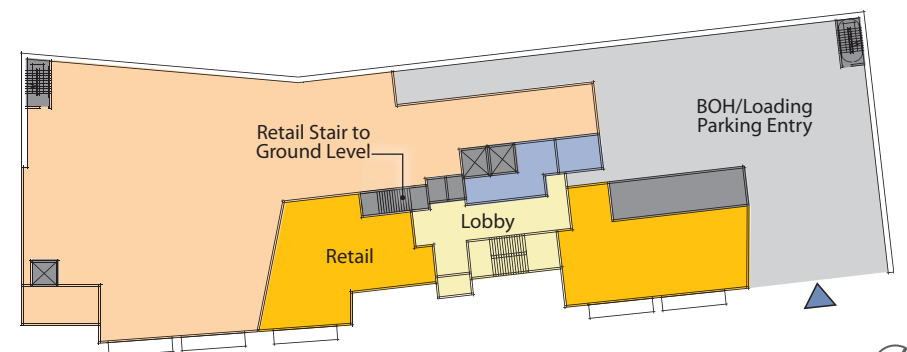 Retail Stair to
Ground Level
BOH/Loading
Parking Entry
Lobby
Retail